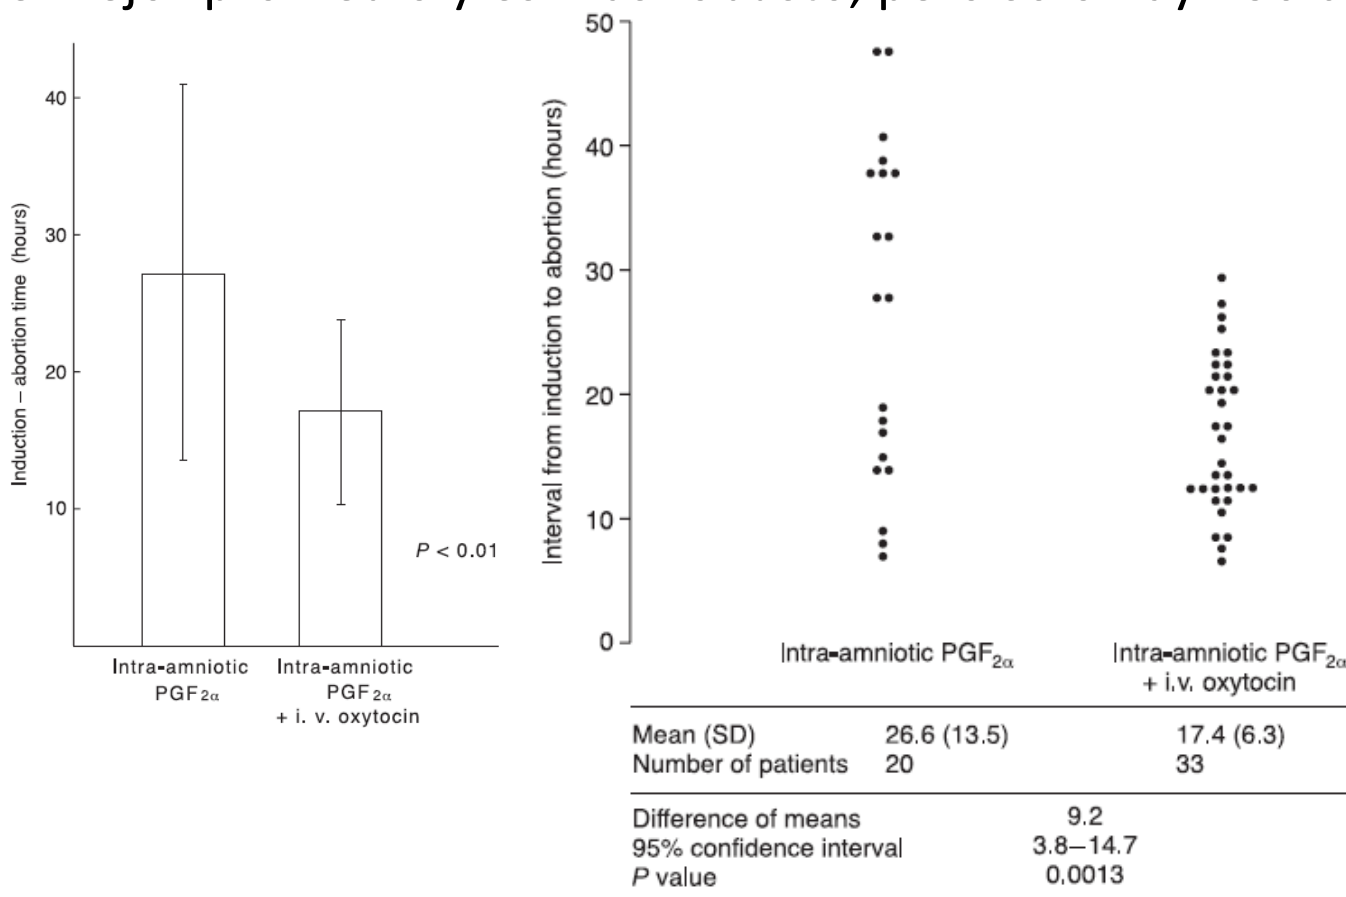 40
30
20
10
Induction – abortion time (hours)
P < 0.01
Intra-amniotic
PGF2α
Intra-amniotic
PGF2α
+ i. v. oxytocin
50
40
30
20
10
0
Interval from induction to abortion (hours)
Intra-amniotic PGF2α
Intra-amniotic PGF2α
+ i.v. oxytocin
Mean (SD) 26.6 (13.5) 17.4 (6.3)
Number of patients 20 33
Difference of means 9.2
95% confidence interval 3.8–14.7
P value 0.0013